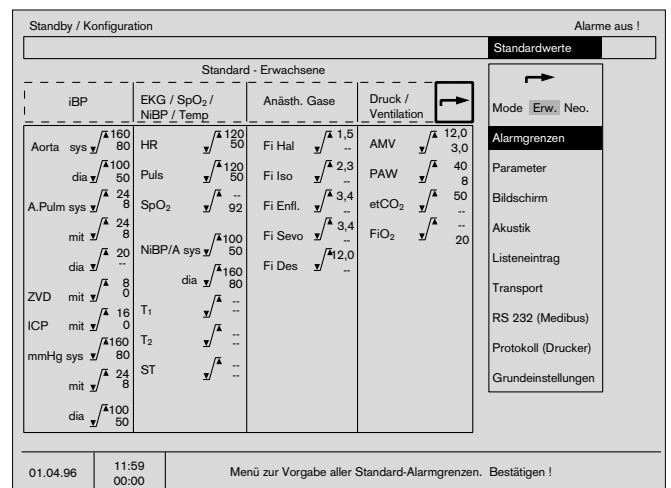 Standby / Konfiguration Alarme aus !
Standardwerte
Standard - Erwachsene
iBP
EKG / SpO₂ /
NiBP / Temp
Anästh. Gase
Druck /
Ventilation
Mode Erw. Neo.
Aorta sys 160
80
dia 100
50
A.Pulm sys 24
8
mit 24
8
dia 20
--
ZVD mit 8
0
ICP mit 16
0
mmHg sys 160
80
mit 24
8
dia 100
50
HR 120
50
Puls 120
50
SpO₂ --
92
NiBP/A sys 100
50
dia 160
80
T₁ --
--
T₂ --
--
ST --
--
Fi Hal 1,5
--
Fi Iso 2,3
--
Fi Enfl. 3,4
--
Fi Sevo 3,4
--
Fi Des 12,0
--
AMV 12,0
3,0
PAW 40
8
etCO₂ 50
--
FiO₂ --
20
Alarmgrenzen
Parameter
Bildschirm
Akustik
Listeneintrag
Transport
RS 232 (Medibus)
Protokoll (Drucker)
Grundeinstellungen
01.04.96
11:59
00:00
Menü zur Vorgabe aller Standard-Alarmgrenzen. Bestätigen !